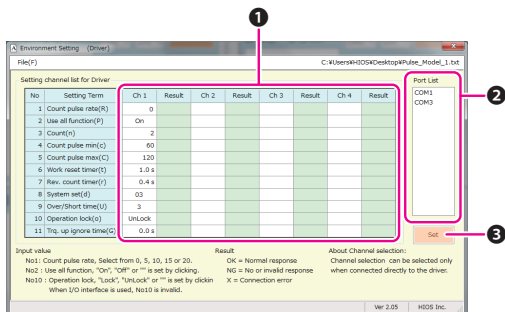 ❶
Environment Setting (Driver)
File(F) C:¥Users¥HIOS¥Desktop¥Pulse_Model_1.txt
Setting channel list for Driver Port List
No Setting Term Ch 1 Result Ch 2 Result Ch 3 Result Ch 4 Result
COM1
COM3
❷
1 Count pulse rate(R) 0
2 Use all function(P) On
3 Count(n) 2
4 Count pulse min(c) 60
5 Count pulse max(C) 120
6 Work reset timer(t) 1.0 s
7 Rev. count timer(r) 0.4 s
8 System set(d) 03
9 Over/Short time(U) 3
10 Operation lock(o) UnLock
11 Trq. up ignore time(G) 0.0 s
Set ❸
Input value Result About Channel selection:
No1: Count pulse rate, Select from 0, 5, 10, 15 or 20. OK = Normal response Channel selection can be selected only
No2 : Use all function, "On", "Off" or "" is set by clicking. NG = No or invalid response when connected directly to the driver.
No10 : Operation lock, "Lock", "UnLock" or "" is set by clickin X = Connection error
When I/O interface is used, No10 is invalid.
Ver 2.05 HIOS Inc.